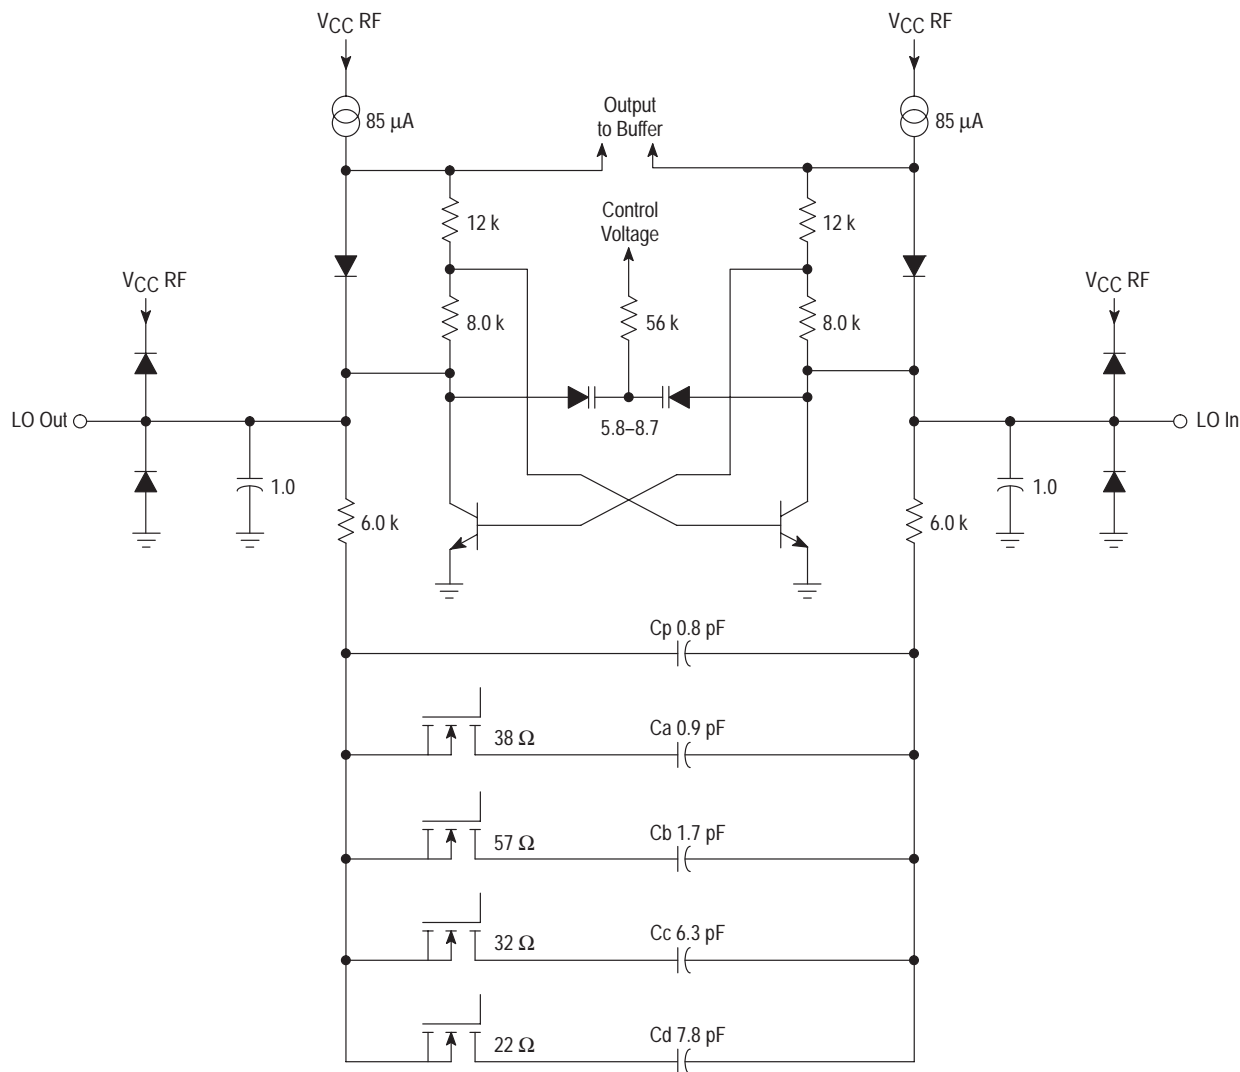 VCC RF
VCC RF
85 µA
Output
to Buffer
85 µA
12 k
Control
Voltage
12 k
VCC RF
VCC RF
8.0 k
56 k
8.0 k
LO Out
5.8–8.7
LO In
1.0
6.0 k
6.0 k
1.0
Cp 0.8 pF
38 Ω
Ca 0.9 pF
57 Ω
Cb 1.7 pF
32 Ω
Cc 6.3 pF
22 Ω
Cd 7.8 pF